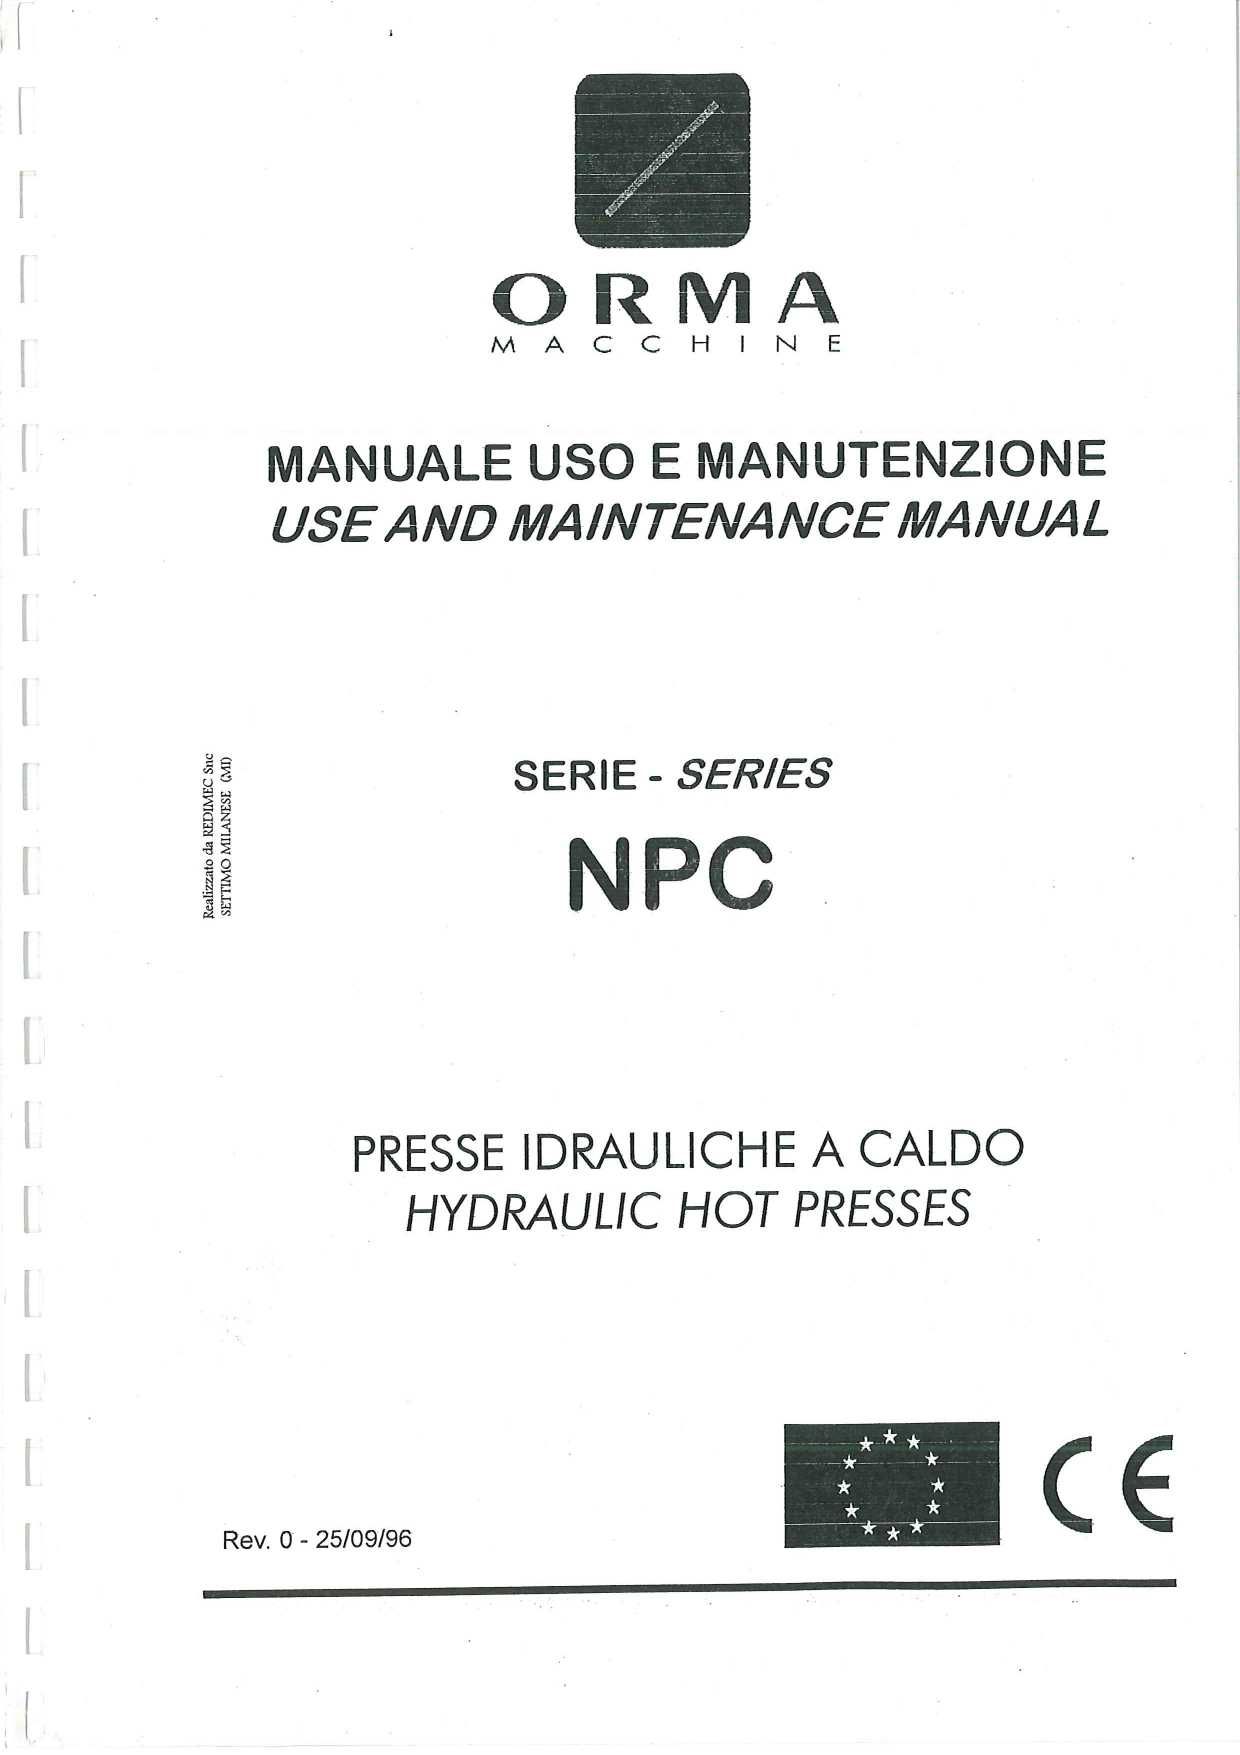 ORMA
MACCHINE
MANUALE USO E MANUTENZIONE
USE AND MAINTENANCE MANUAL
Realizzato da REDIMEC Snc
SETTIMO MILANESE (MI)
SERIE - SERIES
NPC
PRESSE IDRAULICHE A CALDO
HYDRAULIC HOT PRESSES
CE
Rev. 0 - 25/09/96